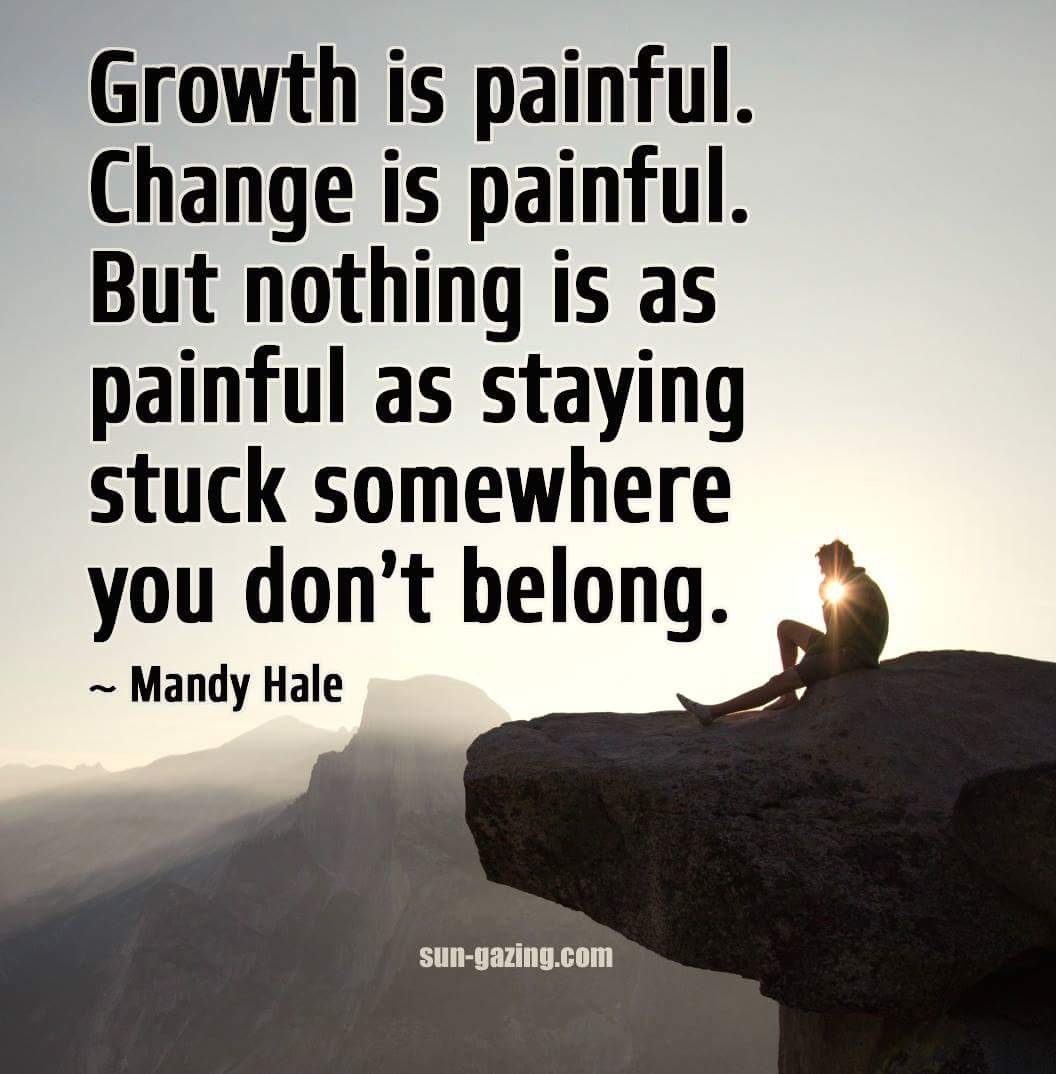 Growth is painful.
Change is painful.
But nothing is as
painful as staying
stuck somewhere
you don’t belong.
~ Mandy Hale
sun-gazing.com